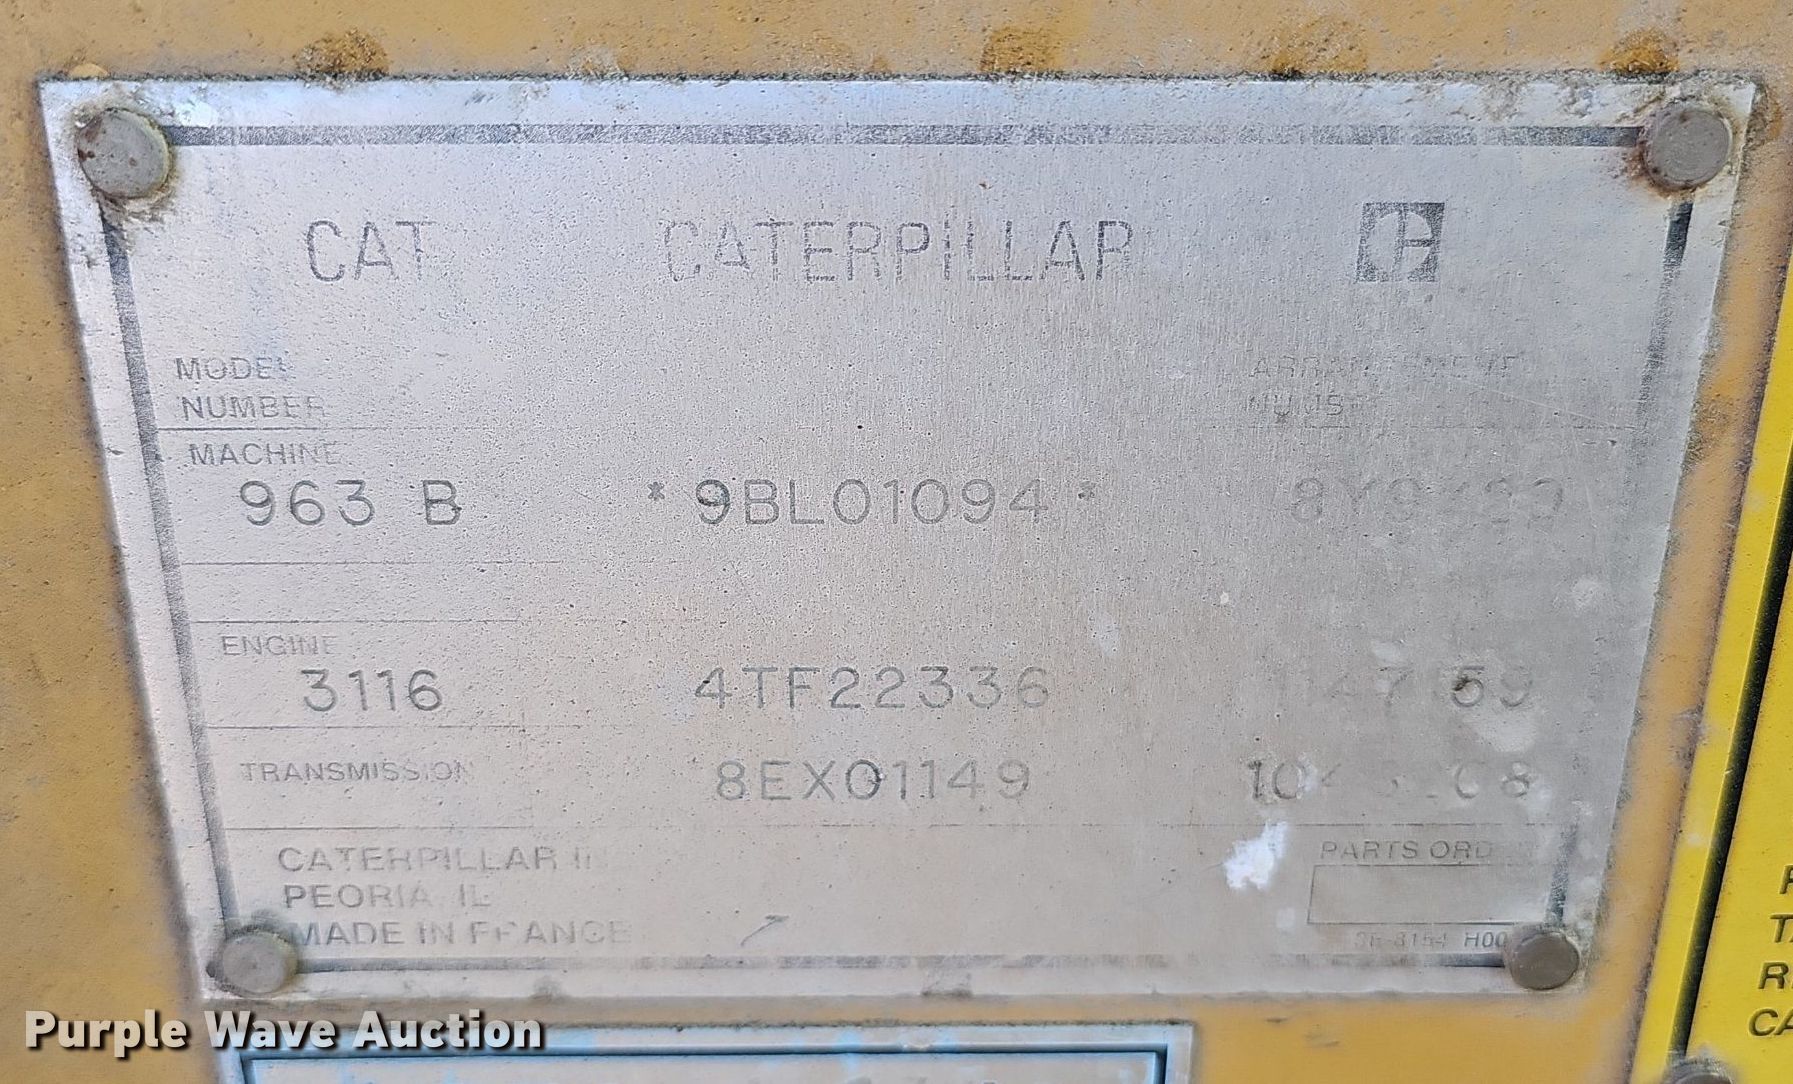 CAT CATERPILLAR
MODEL
NUMBER
MACHINE
963 B *9BL01094*
ENGINE
3116 4TF22336
TRANSMISSION 8EX01149
CATERPILLAR
PEORIA IL
MADE IN FRANCE
PARTS
Purple Wave Auction